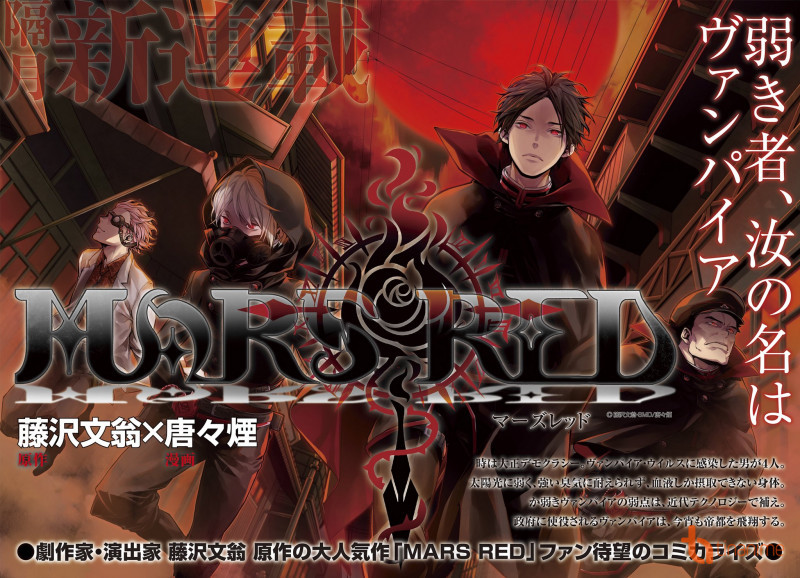 隔月
新連載
弱き者、汝の名は
ヴァンパイア
MARS RED
マーズレッド
藤沢文翁×唐々煙
原作
漫画
時は大正デモクラシー。ヴァンパイア・ウイルスに感染した男が4人。
太陽光に弱く、強い臭気に耐えられず、血液しか摂取できない身体。
か弱きヴァンパイアの弱点は、近代テクノロジーで補え。
政府に使役されるヴァンパイアは、今宵も帝都を飛翔する。
●劇作家・演出家 藤沢文翁 原作の大人気作「MARS RED」ファン待望のコミカライズ●